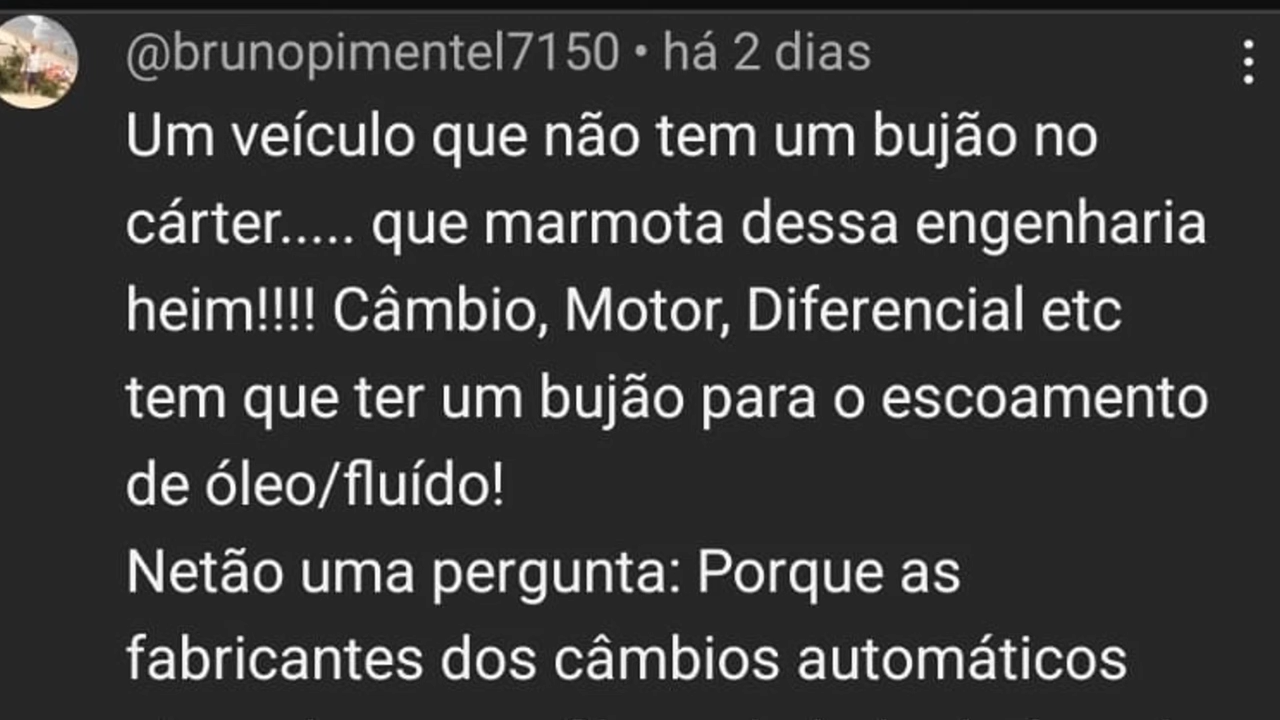 @brunopimentel7150 • há 2 dias
Um veículo que não tem um bujão no
cárter..... que marmota dessa engenharia
heim!!!! Câmbio, Motor, Diferencial etc
tem que ter um bujão para o escoamento
de óleo/fluído!
Netão uma pergunta: Porque as
fabricantes dos câmbios automáticos